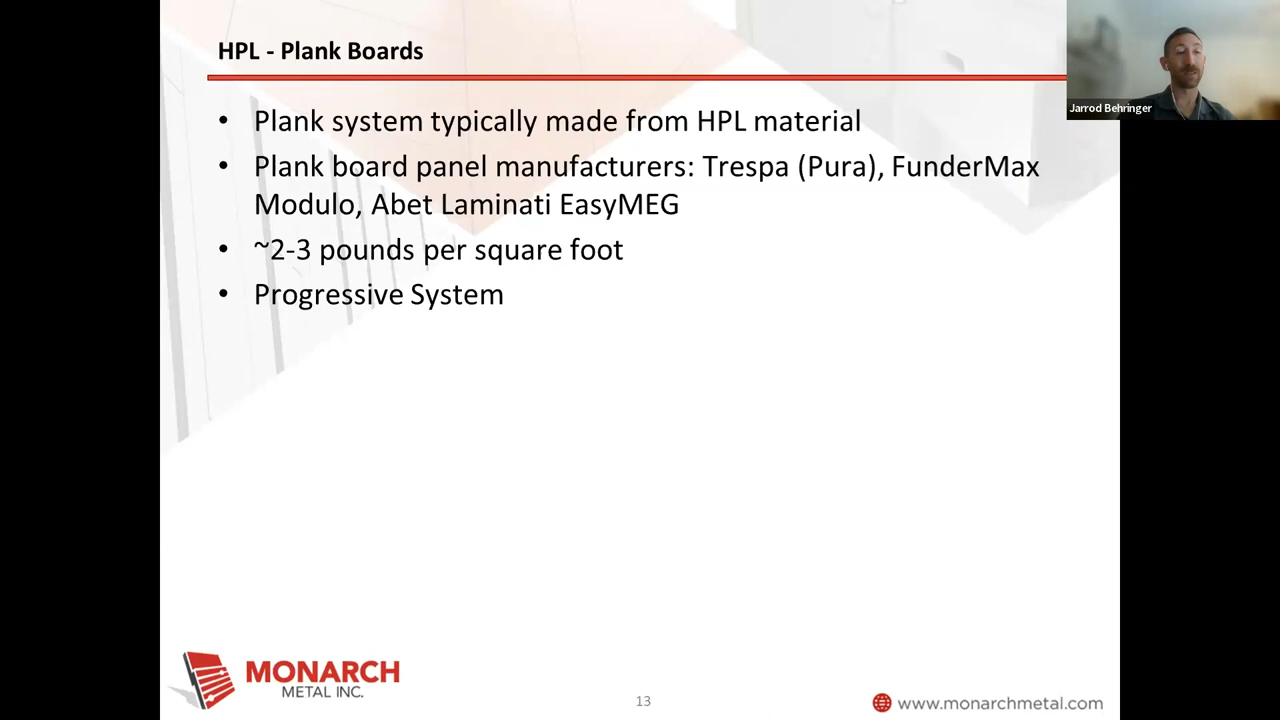 HPL - Plank Boards
Jarrod Behringer
• Plank system typically made from HPL material
• Plank board panel manufacturers: Trespa (Pura), FunderMax
Modulo, Abet Laminati EasyMEG
• ~2-3 pounds per square foot
• Progressive System
MONARCH
METAL INC.
13
www.monarchmetal.com